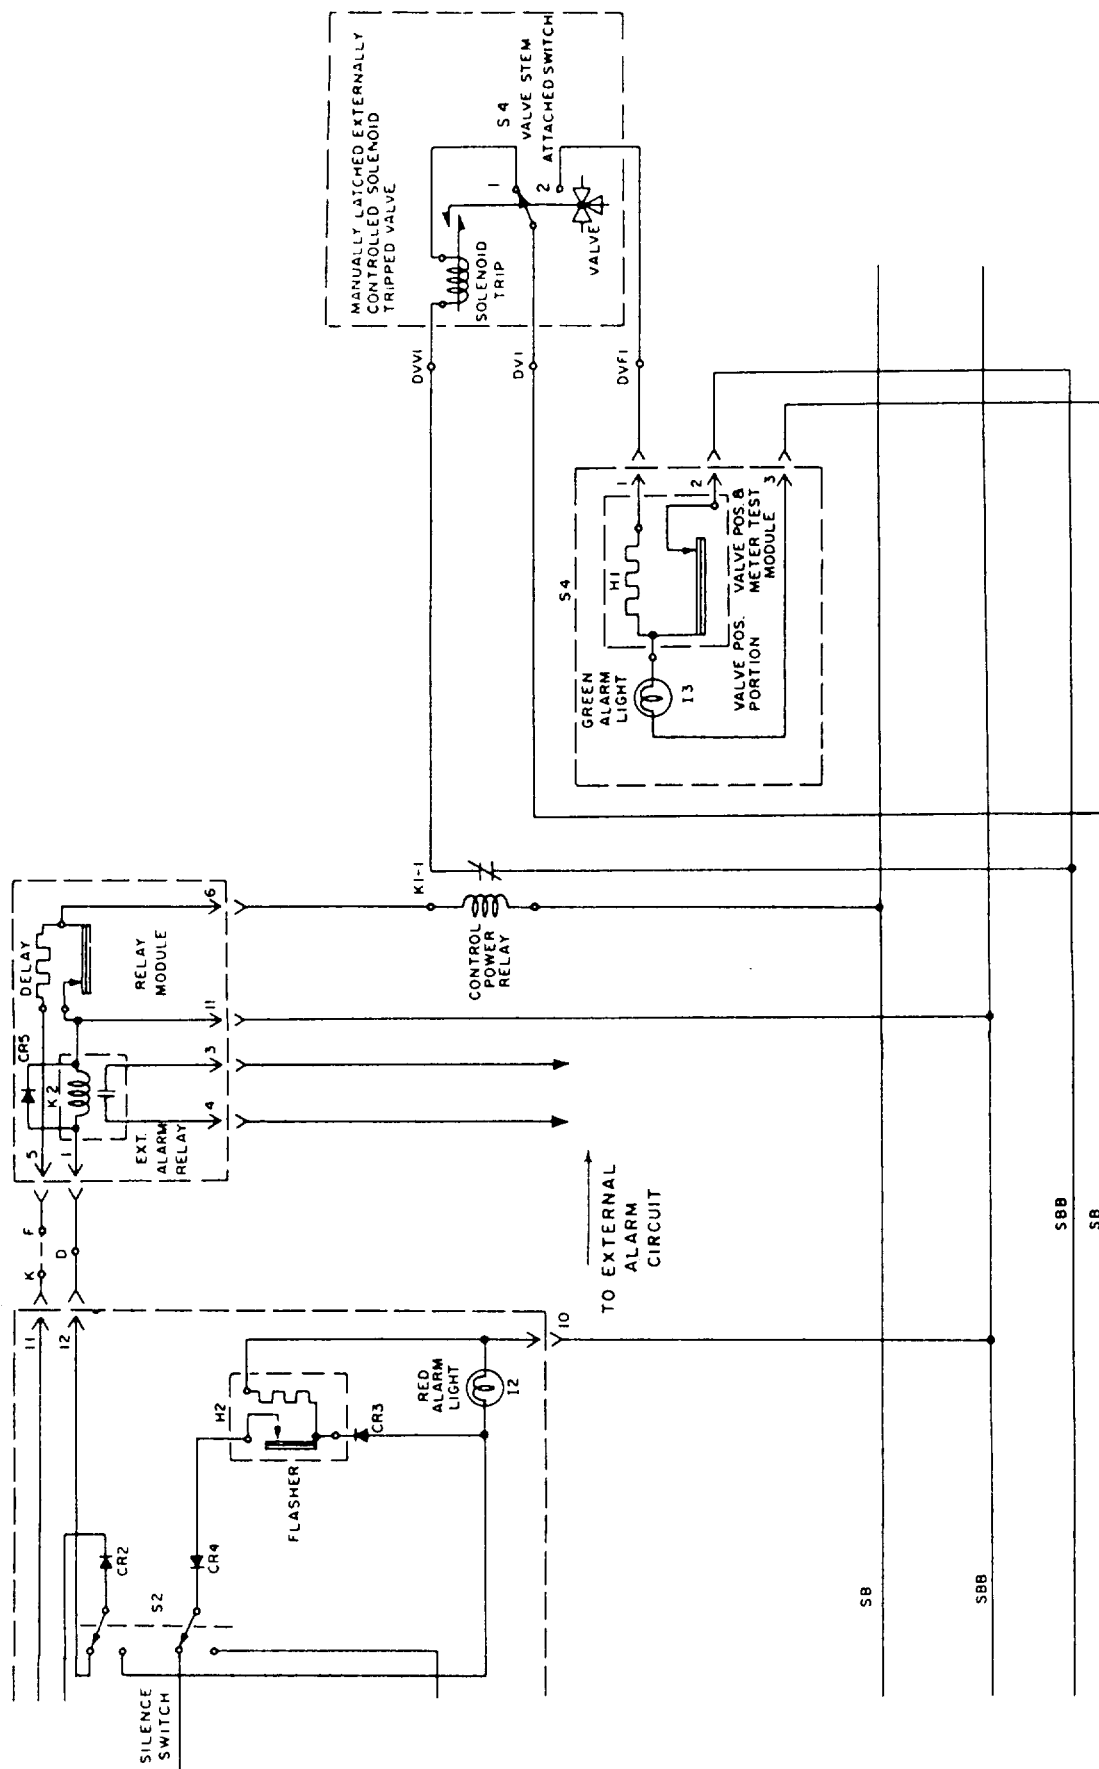 MANUALLY LATCHED EXTERNALLY
CONTROLLED SOLENOID
TRIPPED VALVE
SOLENOID
TRIP
1
S4
VALVE STEM
ATTACHED SWITCH
2
VALVE
DVV1
DV1
DVF1
S4
GREEN
ALARM
LIGHT
I3
H1
1
2
3
VALVE POS.
PORTION
VALVE POS. &
METER TEST
MODULE
DELAY
6
RELAY
MODULE
11
CR5
K2
3
4
5
1
EXT.
ALARM
RELAY
K1-1
CONTROL
POWER
RELAY
K
F
D
11
12
TO EXTERNAL
ALARM
CIRCUIT
10
H2
RED
ALARM
LIGHT
I2
CR3
FLASHER
CR2
S2
CR4
SILENCE
SWITCH
SB
SBB
SBB
SB